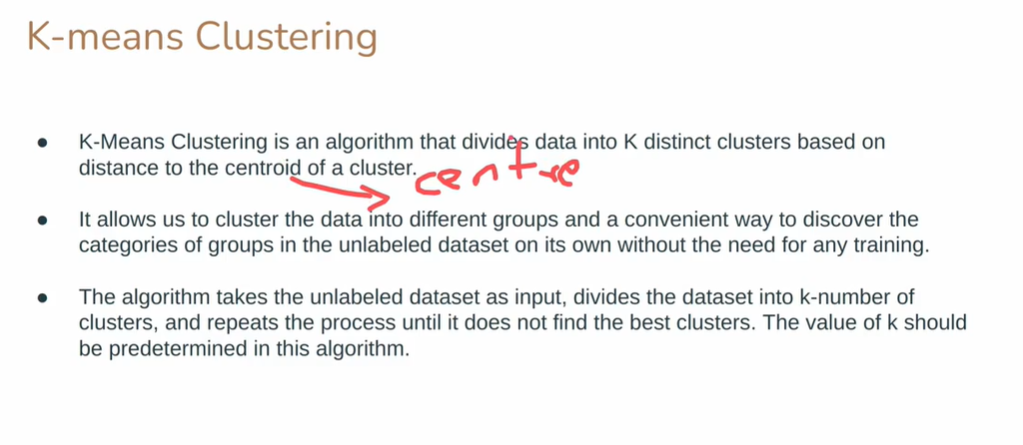 K-means Clustering
● K-Means Clustering is an algorithm that divides data into K distinct clusters based on
distance to the centroid of a cluster.
centre
● It allows us to cluster the data into different groups and a convenient way to discover the
categories of groups in the unlabeled dataset on its own without the need for any training.
● The algorithm takes the unlabeled dataset as input, divides the dataset into k-number of
clusters, and repeats the process until it does not find the best clusters. The value of k should
be predetermined in this algorithm.